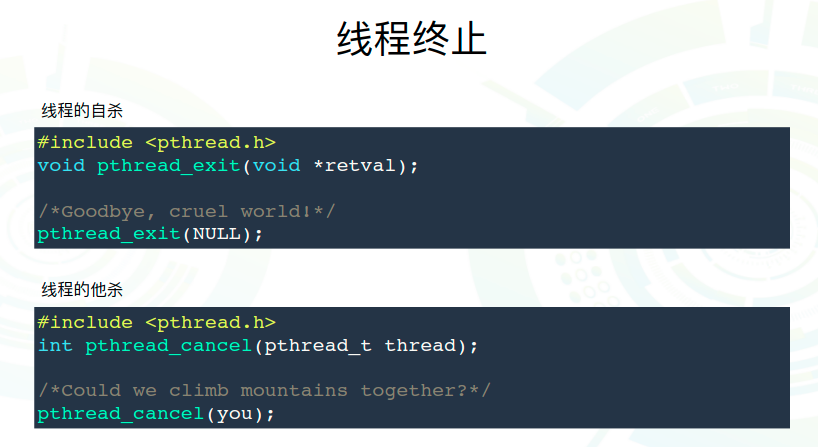 线程终止
线程的自杀
#include <pthread.h>
void pthread_exit(void *retval);
/*Goodbye, cruel world!*/
pthread_exit(NULL);
线程的他杀
#include <pthread.h>
int pthread_cancel(pthread_t thread);
/*Could we climb mountains together?*/
pthread_cancel(you);